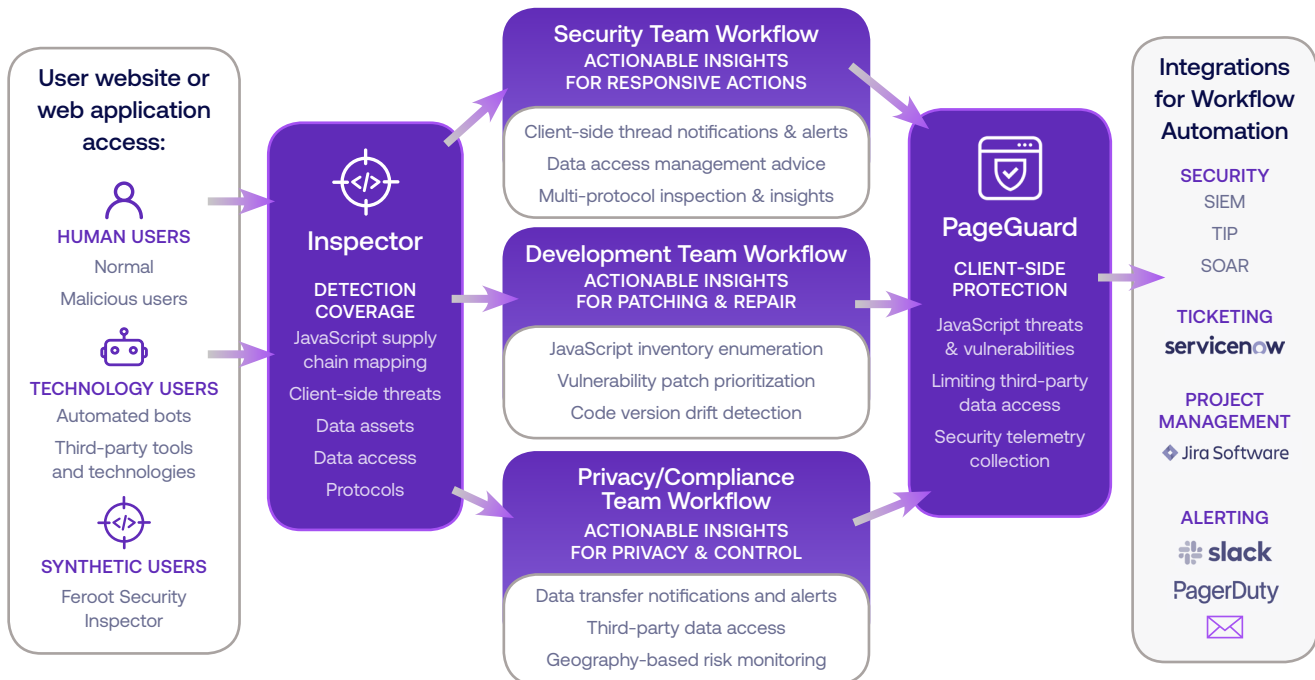 User website or
web application
access:
HUMAN USERS
Normal
Malicious users
TECHNOLOGY USERS
Automated bots
Third-party tools
and technologies
</>
SYNTHETIC USERS
Feroot Security
Inspector
</>
Inspector
DETECTION
COVERAGE
JavaScript supply
chain mapping
Client-side threats
Data assets
Data access
Protocols
Security Team Workflow
ACTIONABLE INSIGHTS
FOR RESPONSIVE ACTIONS
Client-side thread notifications & alerts
Data access management advice
Multi-protocol inspection & insights
Development Team Workflow
ACTIONABLE INSIGHTS
FOR PATCHING & REPAIR
JavaScript inventory enumeration
Vulnerability patch prioritization
Code version drift detection
Privacy/Compliance
Team Workflow
ACTIONABLE INSIGHTS
FOR PRIVACY & CONTROL
Data transfer notifications and alerts
Third-party data access
Geography-based risk monitoring
PageGuard
CLIENT-SIDE
PROTECTION
JavaScript threats
& vulnerabilities
Limiting third-party
data access
Security telemetry
collection
Integrations
for Workflow
Automation
SECURITY
SIEM
TIP
SOAR
TICKETING
servicenow
PROJECT
MANAGEMENT
Jira Software
ALERTING
slack
PagerDuty